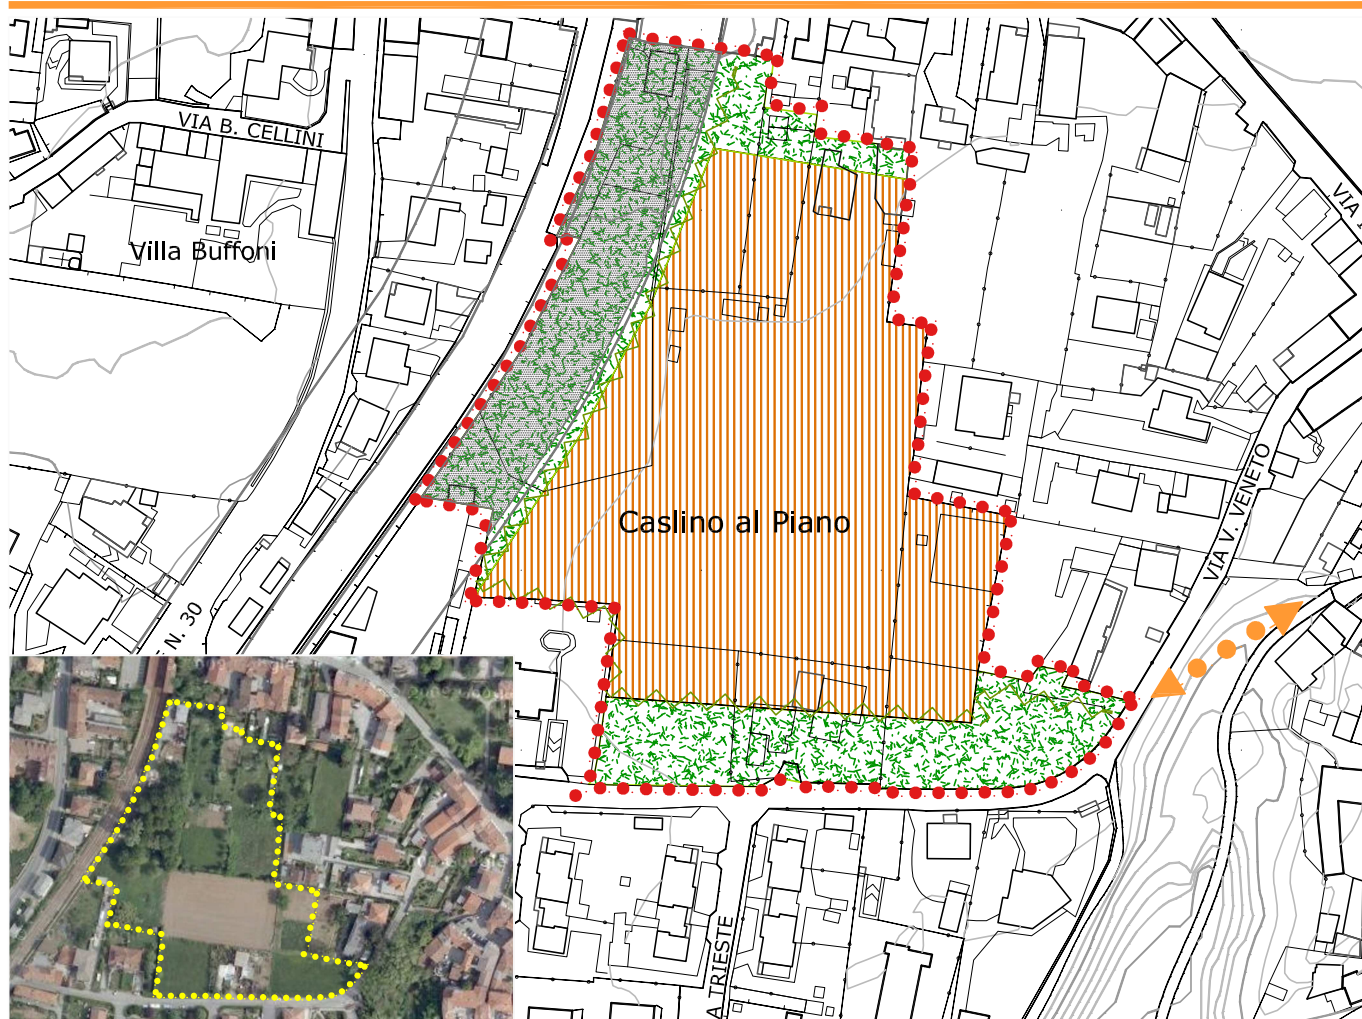 VIA B. CELLINI
VIA
Villa Buffoni
VIA V. VENETO
Caslino al Piano
N. 30
A TRIESTE